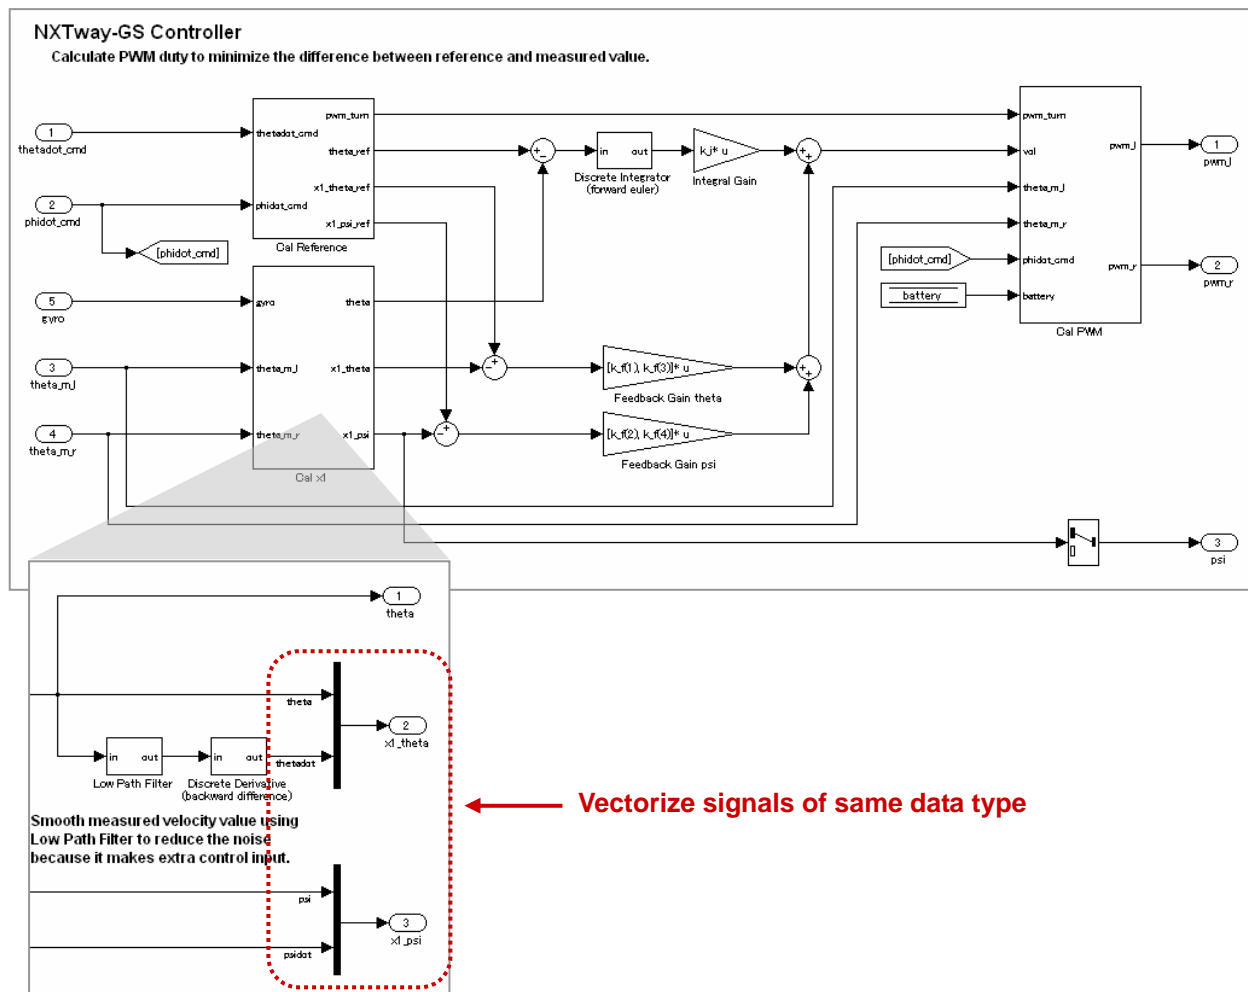 NXTway-GS Controller
Calculate PWM duty to minimize the difference between reference and measured value.
1
thetadot_cmd
2
phidot_cmd
[phidot_cmd]
5
gyro
3
theta_m_l
4
theta_m_r
thetadot_cmd
phidot_cmd
pwm_turn
theta_ref
x1_theta_ref
x1_psi_ref
Cal Reference
gyro
theta_m_l
theta_m_r
theta
x1_theta
x1_psi
Cal x1
in out
Discrete Integrator
(forward euler)
k_i* u
Integral Gain
[k_f(1), k_f(3)]* u
Feedback Gain theta
[k_f(2), k_f(4)]* u
Feedback Gain psi
[phidot_cmd]
battery
pwm_turn
vol
theta_m_l
theta_m_r
phidot_cmd
battery
pwm_l
pwm_r
Cal PWM
1
pwm_l
2
pwm_r
3
psi
1
theta
theta
in out
Low Path Filter
in out
Discrete Derivative
(backward difference)
thetadot
2
x1_theta
Smooth measured velocity value using
Low Path Filter to reduce the noise
because it makes extra control input.
psi
psidot
3
x1_psi
Vectorize signals of same data type